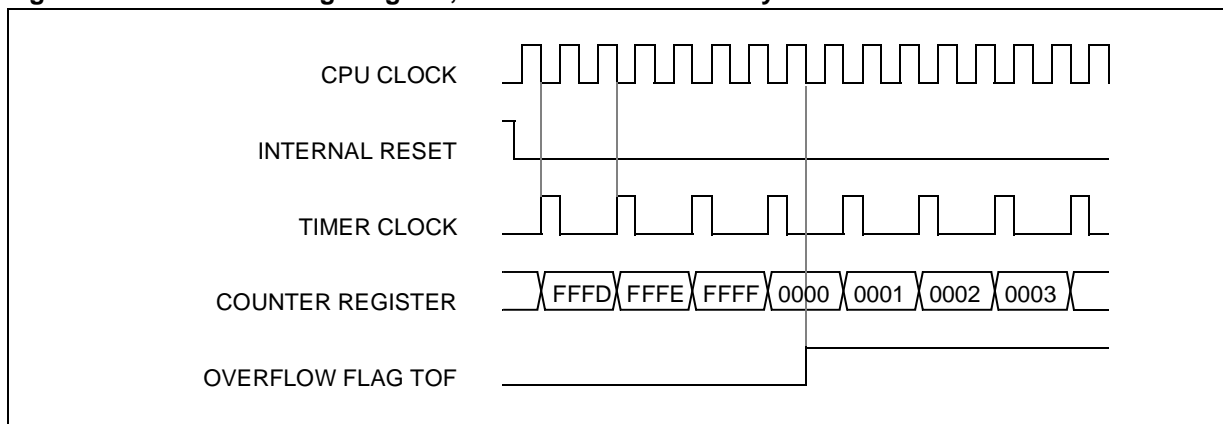 CPU CLOCK
INTERNAL RESET
TIMER CLOCK
COUNTER REGISTER FFFD FFFE FFFF 0000 0001 0002 0003
OVERFLOW FLAG TOF